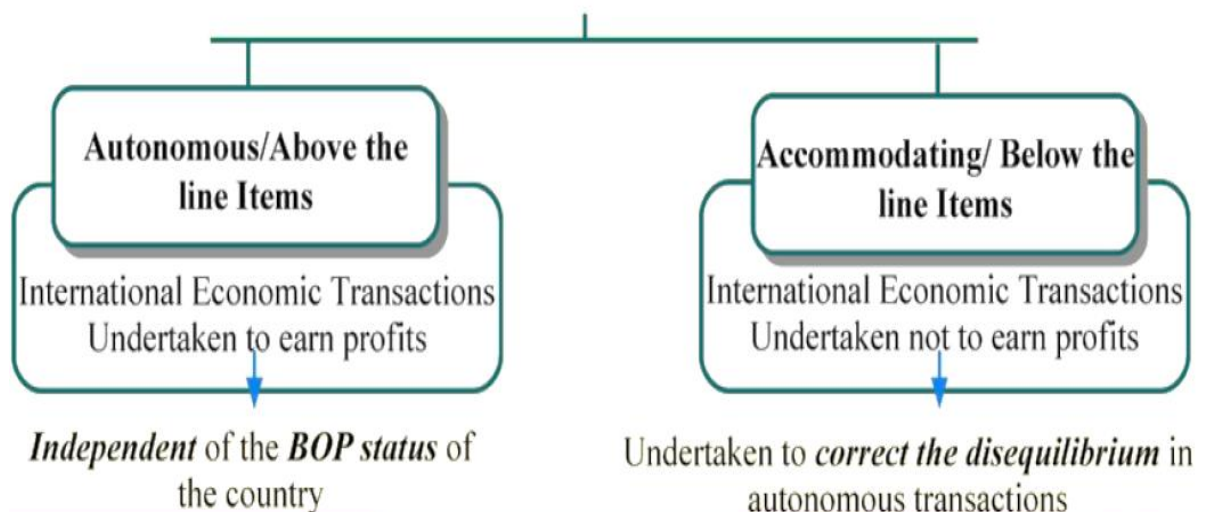 Autonomous/Above the
line Items
International Economic Transactions
Undertaken to earn profits
Independent of the BOP status of
the country
Accommodating/ Below the
line Items
International Economic Transactions
Undertaken not to earn profits
Undertaken to correct the disequilibrium in
autonomous transactions